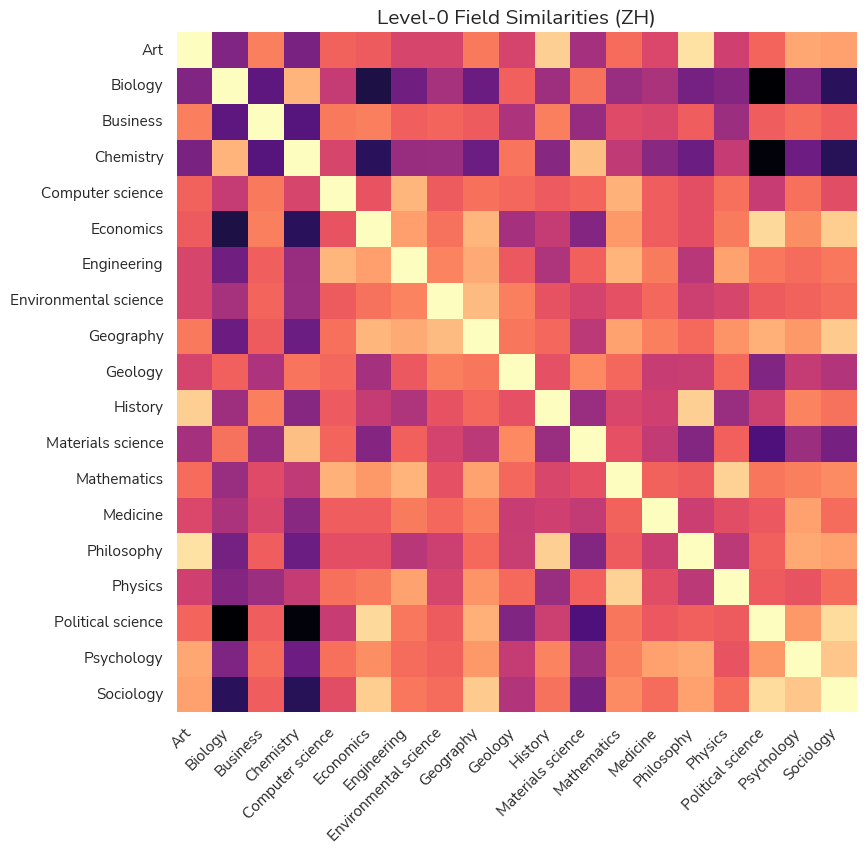 Level-0 Field Similarities (ZH)
Art
Biology
Business
Chemistry
Computer science
Economics
Engineering
Environmental science
Geography
Geology
History
Materials science
Mathematics
Medicine
Philosophy
Physics
Political science
Psychology
Sociology
Art
Biology
Business
Chemistry
Computer science
Economics
Engineering
Environmental science
Geography
Geology
History
Materials science
Mathematics
Medicine
Philosophy
Physics
Political science
Psychology
Sociology